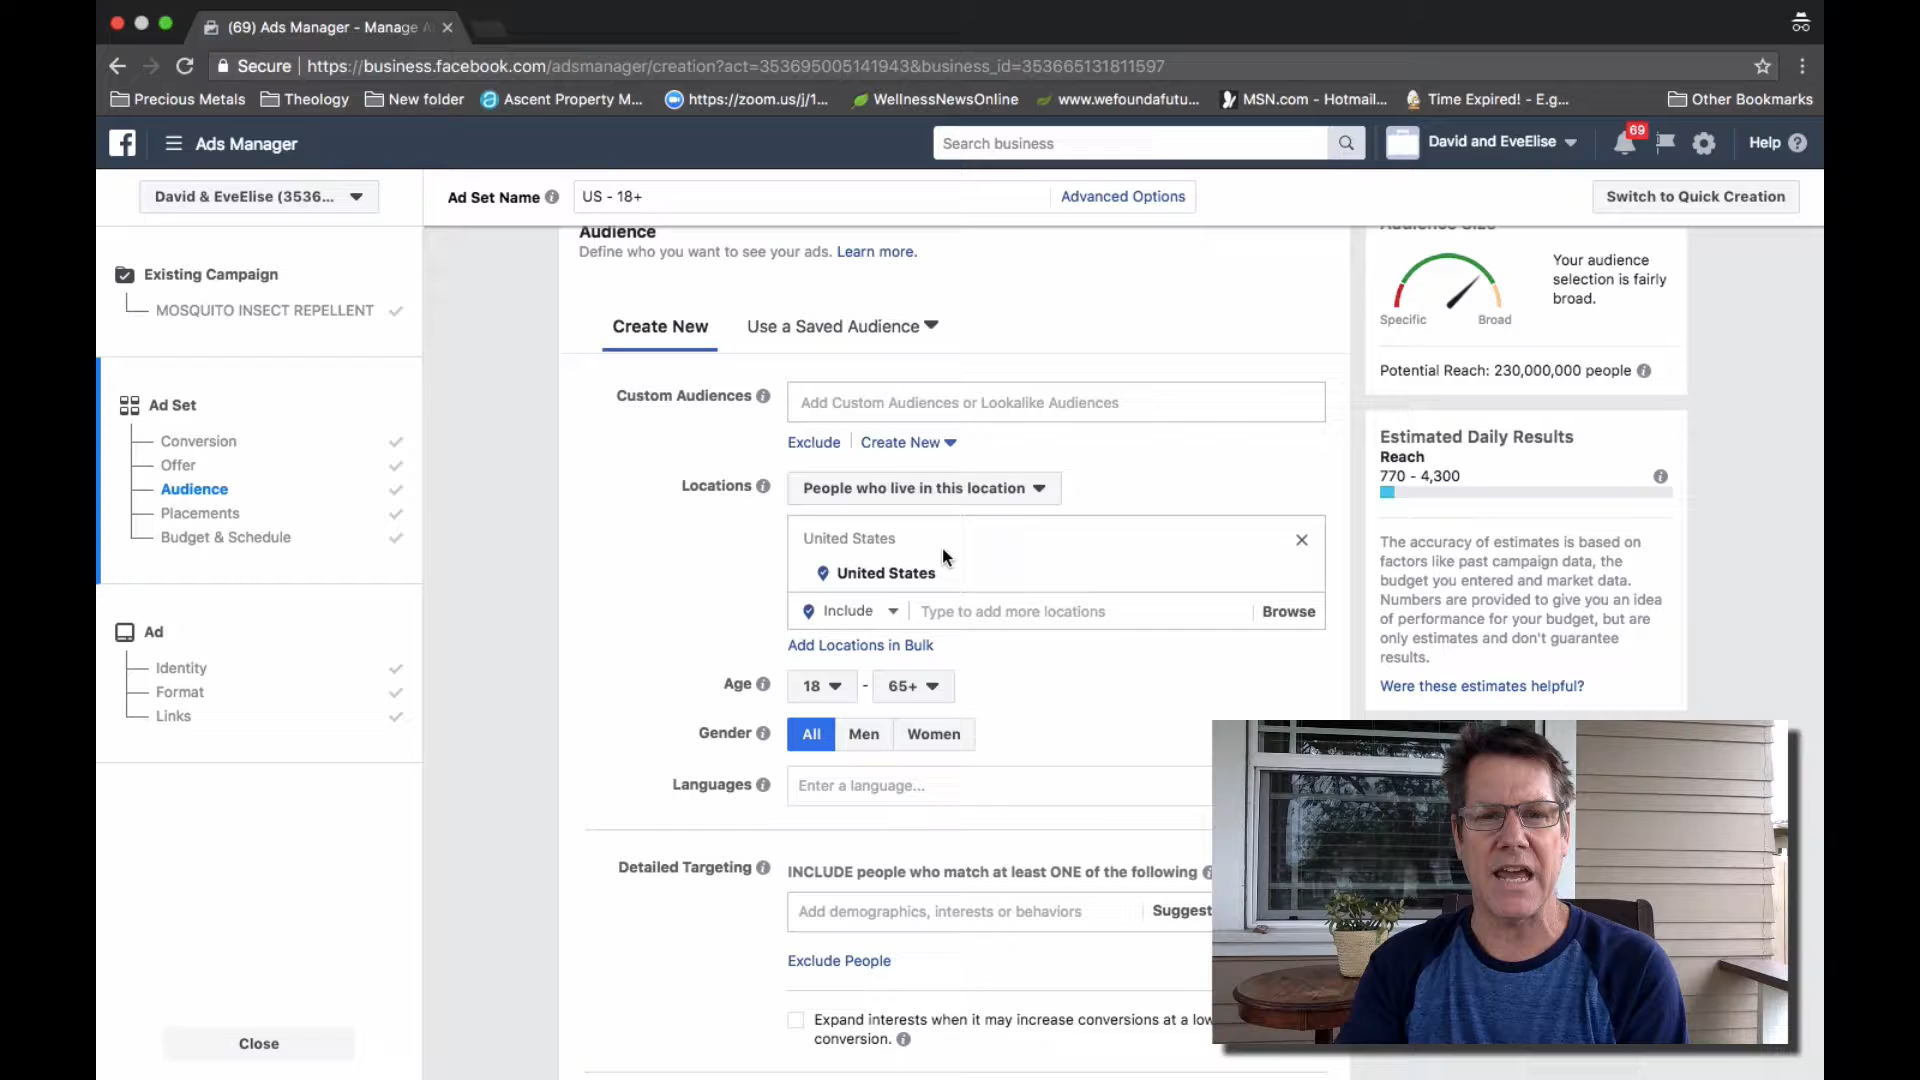 (69) Ads Manager - Manage A
Secure | https://business.facebook.com/adsmanager/creation?act=353695005141943&business_id=353665131811597
Precious Metals Theology New folder Ascent Property M... https://zoom.us/j/1... WellnessNewsOnline www.wefoundafutu... MSN.com - Hotmail... Time Expired! - E.g... Other Bookmarks
Ads Manager Search business David and EveElise 69 Help
David & EveElise (3536... Ad Set Name US - 18+ Advanced Options Switch to Quick Creation
Existing Campaign
MOSQUITO INSECT REPELLENT
Ad Set
Conversion
Offer
Audience
Placements
Budget & Schedule
Ad
Identity
Format
Links
Close
Audience
Define who you want to see your ads. Learn more.
Create New Use a Saved Audience
Custom Audiences Add Custom Audiences or Lookalike Audiences
Exclude Create New
Locations People who live in this location
United States
United States
Include Type to add more locations Browse
Add Locations in Bulk
Age 18 - 65+
Gender All Men Women
Languages Enter a language...
Detailed Targeting INCLUDE people who match at least ONE of the following
Add demographics, interests or behaviors Suggest
Exclude People
Expand interests when it may increase conversions at a low
conversion.
Audience Size
Your audience
selection is fairly
broad.
Specific Broad
Potential Reach: 230,000,000 people
Estimated Daily Results
Reach
770 - 4,300
The accuracy of estimates is based on
factors like past campaign data, the
budget you entered and market data.
Numbers are provided to give you an idea
of performance for your budget, but are
only estimates and don't guarantee
results.
Were these estimates helpful?